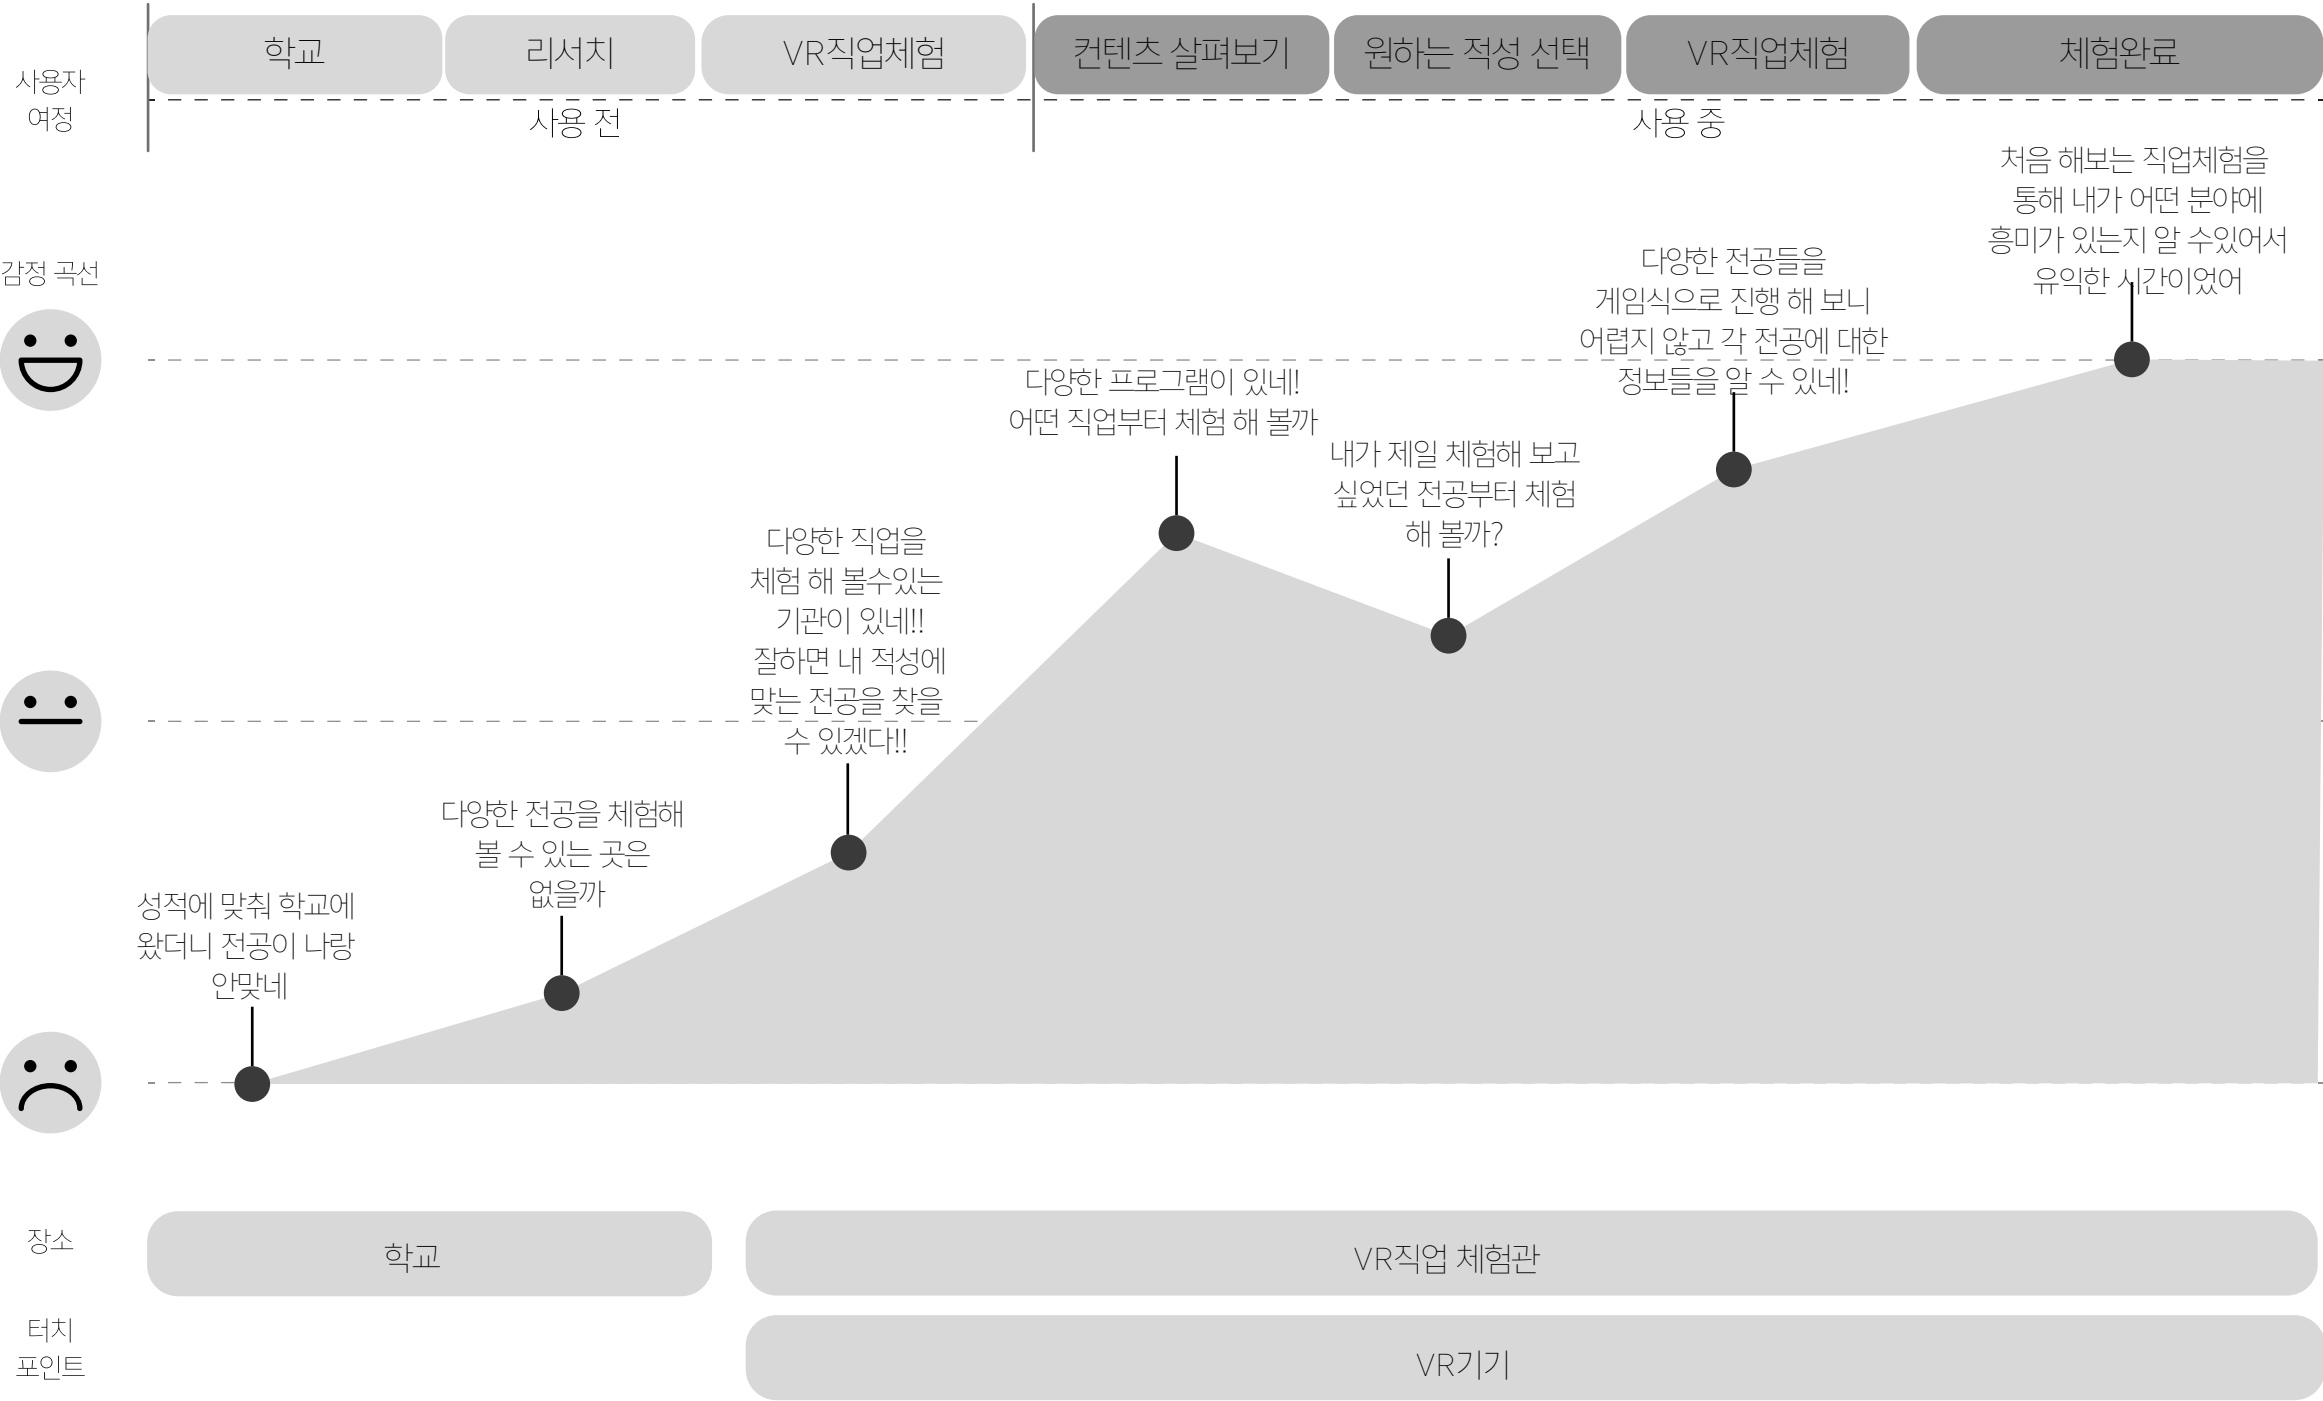 사용자
여정
학교
리서치
VR직업체험
컨텐츠 살펴보기
원하는 적성 선택
VR직업체험
체험완료
사용 전
사용 중
감정 곡선
성적에 맞춰 학교에
왔더니 전공이 나랑
안맞네
다양한 전공을 체험해
볼 수 있는 곳은
없을까
다양한 직업을
체험 해 볼수있는
기관이 있네!!
잘하면 내 적성에
맞는 전공을 찾을
수 있겠다!!
다양한 프로그램이 있네!
어떤 직업부터 체험 해 볼까
내가 제일 체험해 보고
싶었던 전공부터 체험
해 볼까?
다양한 전공들을
게임식으로 진행 해 보니
어렵지 않고 각 전공에 대한
정보들을 알 수 있네!
처음 해보는 직업체험을
통해 내가 어떤 분야에
흥미가 있는지 알 수있어서
유익한 시간이었어
장소
학교
VR직업 체험관
터치
포인트
VR기기